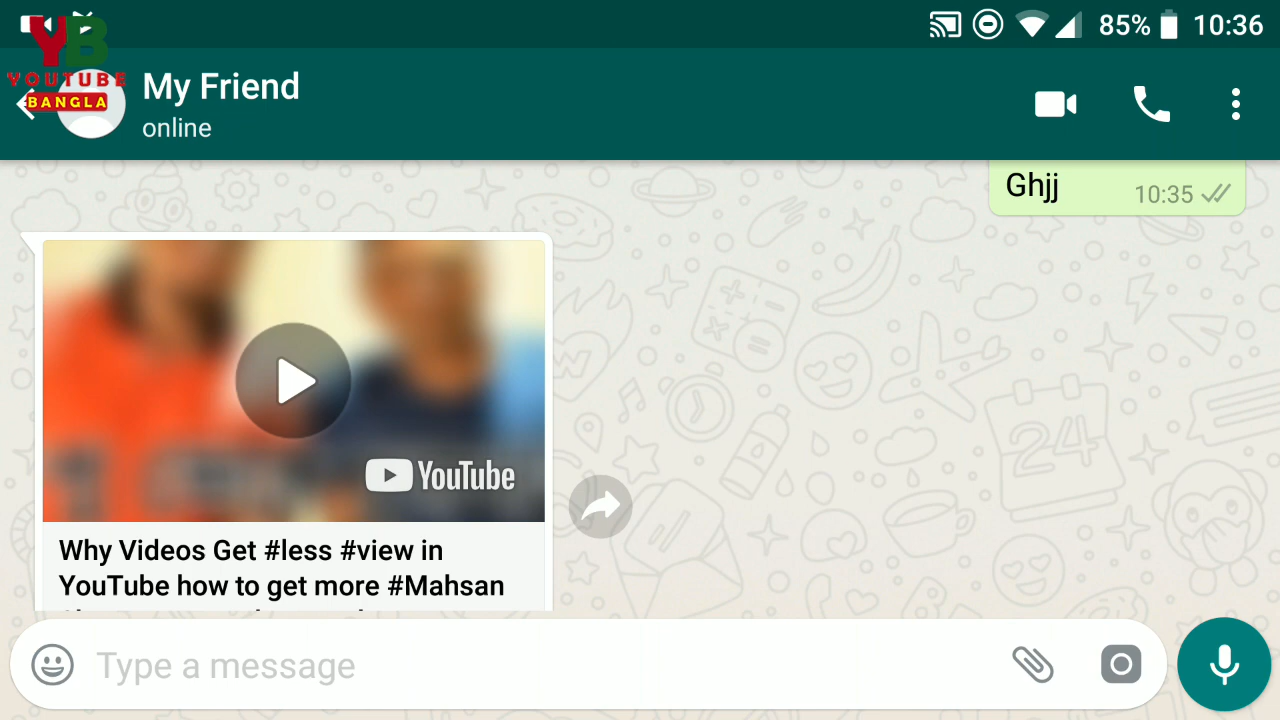 YB
YOUTUBE
BANGLA
85% 10:36
My Friend
online
Ghjj
10:35
YouTube
Why Videos Get #less #view in
YouTube how to get more #Mahsan
24
Type a message